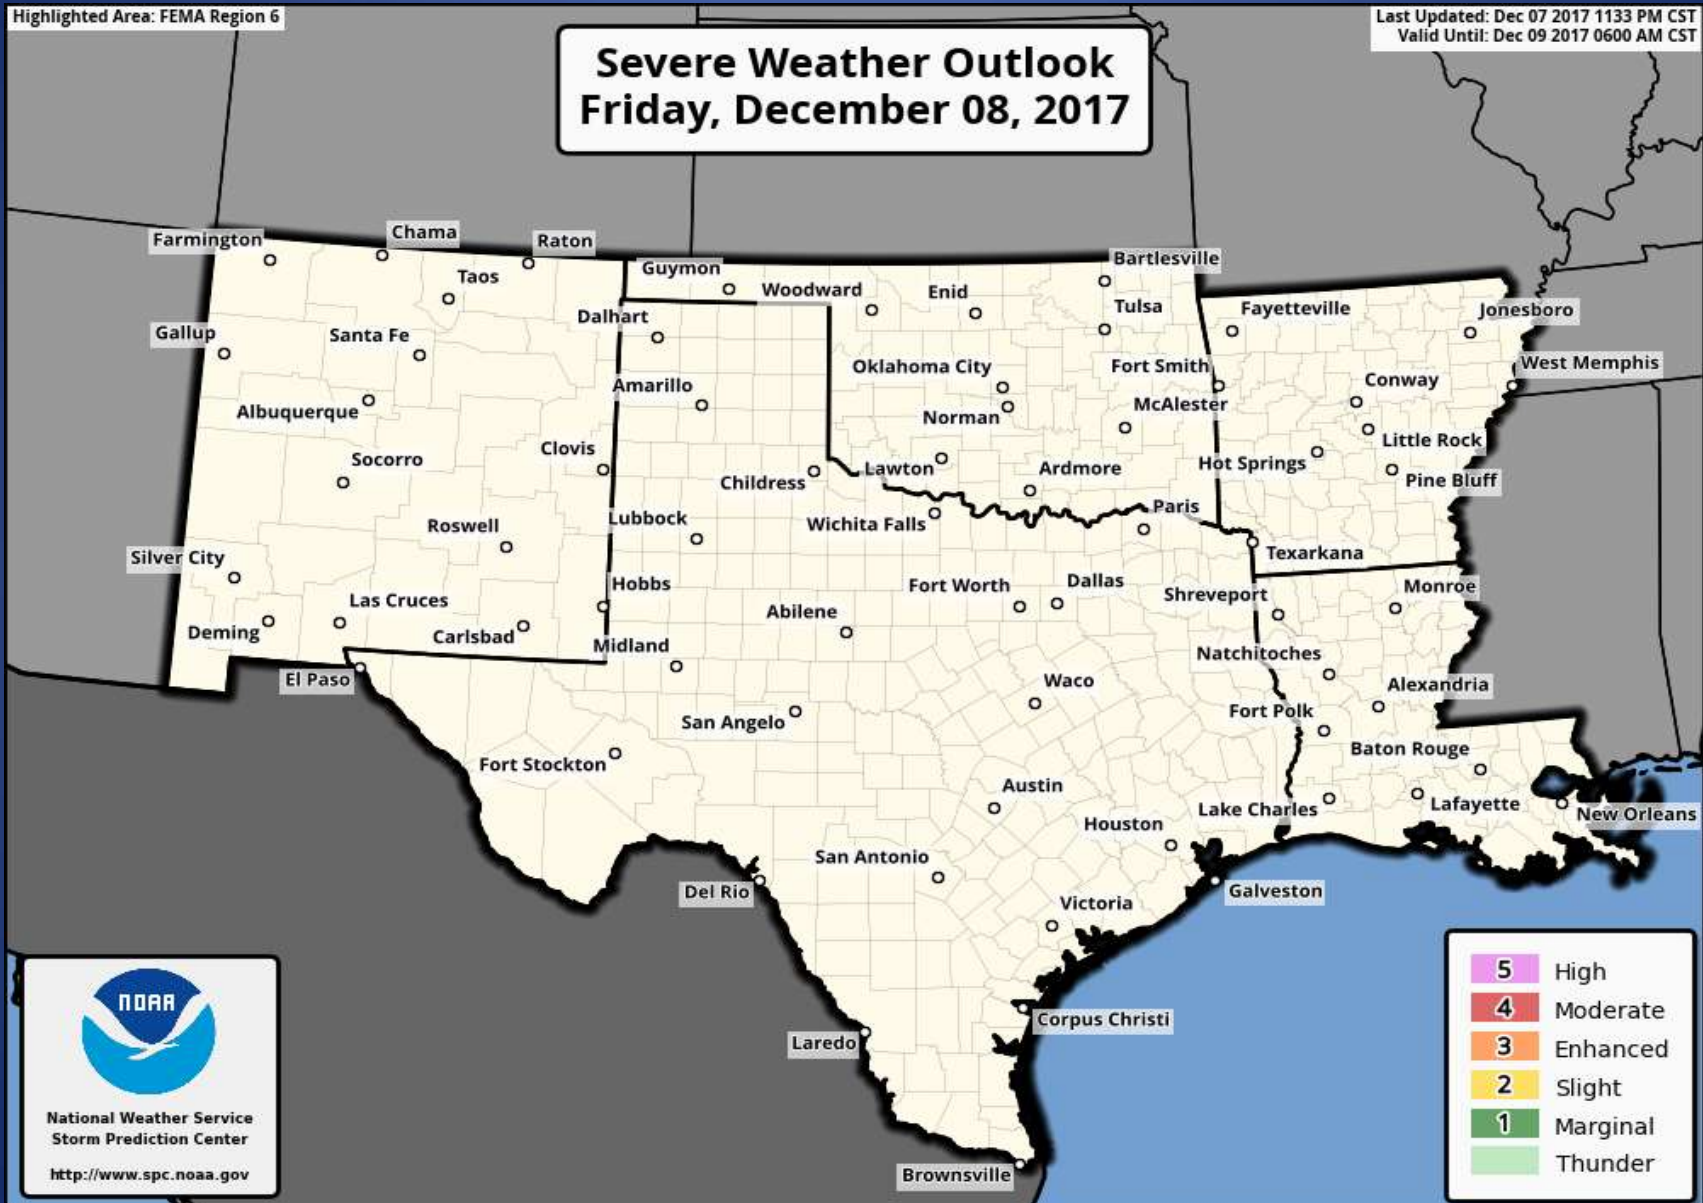 Highlighted Area: FEMA Region 6
Last Updated: Dec 07 2017 1133 PM CST
Valid Until: Dec 09 2017 0600 AM CST
Severe Weather Outlook
Friday, December 08, 2017
Farmington
Chama
Raton
Taos
Guymon
Woodward
Enid
Bartlesville
Tulsa
Fayetteville
Jonesboro
Gallup
Santa Fe
Dalhart
Oklahoma City
Fort Smith
West Memphis
Albuquerque
Amarillo
Norman
McAlester
Conway
Little Rock
Socorro
Clovis
Childress
Lawton
Ardmore
Hot Springs
Pine Bluff
Roswell
Lubbock
Wichita Falls
Paris
Texarkana
Silver City
Las Cruces
Hobbs
Fort Worth
Dallas
Shreveport
Monroe
Deming
Carlsbad
Midland
Abilene
Natchitoches
El Paso
San Angelo
Waco
Fort Polk
Alexandria
Fort Stockton
Austin
Baton Rouge
Houston
Lake Charles
Lafayette
New Orleans
San Antonio
Del Rio
Victoria
Galveston
Laredo
Corpus Christi
Brownsville
NOAA
National Weather Service
Storm Prediction Center
http://www.spc.noaa.gov
5 High
4 Moderate
3 Enhanced
2 Slight
1 Marginal
Thunder